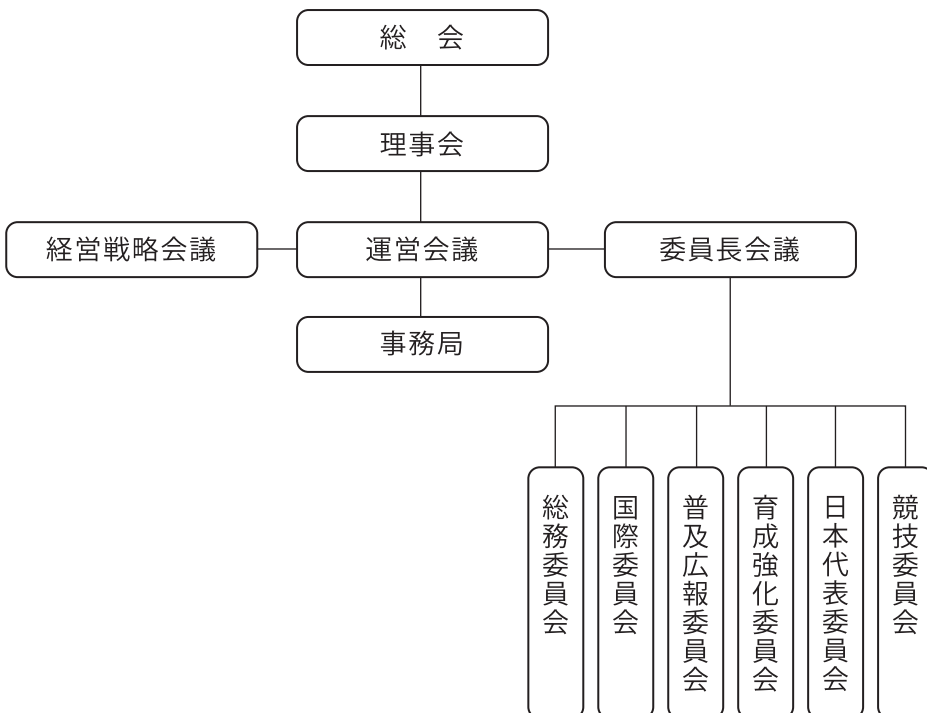 総　会
理事会
経営戦略会議
運営会議
委員長会議
事務局
総務委員会
国際委員会
普及広報委員会
育成強化委員会
日本代表委員会
競技委員会